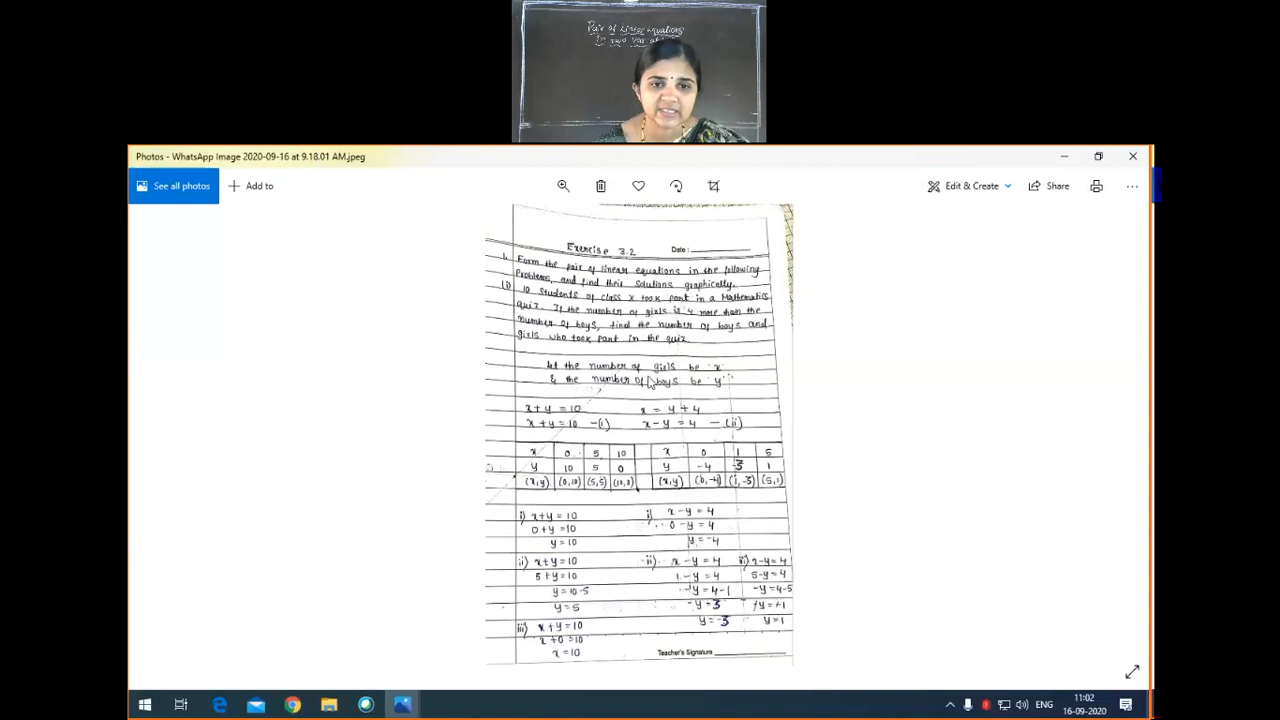 Pair of Linear Equations
in two varia
Photos - WhatsApp Image 2020-09-16 at 9.18.01 AM.jpeg
See all photos
Add to
Edit & Create
Share
Exercise 3.2
Date:
1. Form the pair of linear equations in the following
Problems, and find their solutions graphically.
(i) 10 Students of class X took part in a Mathematics
quiz. If the number of girls is 4 more than the
number of boys, find the number of boys and
girls who took part in the quiz.
let the number of girls be 'x'
& the number of boys be 'y'
x+y = 10
x = y + 4
x+y = 10 -(i)
x - y = 4 - (ii)
x 0 5 10
x 0 1 5
y 10 5 0
y -4 -3 1
(x,y) (0,10) (5,5) (10,0)
(x,y) (0,-4) (1,-3) (5,1)
i) x+y = 10
0+y = 10
y = 10
i) x-y = 4
0-y = 4
y = -4
ii) x+y = 10
5+y = 10
y = 10-5
y = 5
ii) x-y = 4
1-y = 4
-y = 4-1
-y = 3
y = -3
iii) x-y = 4
5-y = 4
-y = 4-5
-y = -1
y = 1
iii) x+y = 10
x+0 = 10
x = 10
Teacher's Signature
ENG
11:02
16-09-2020